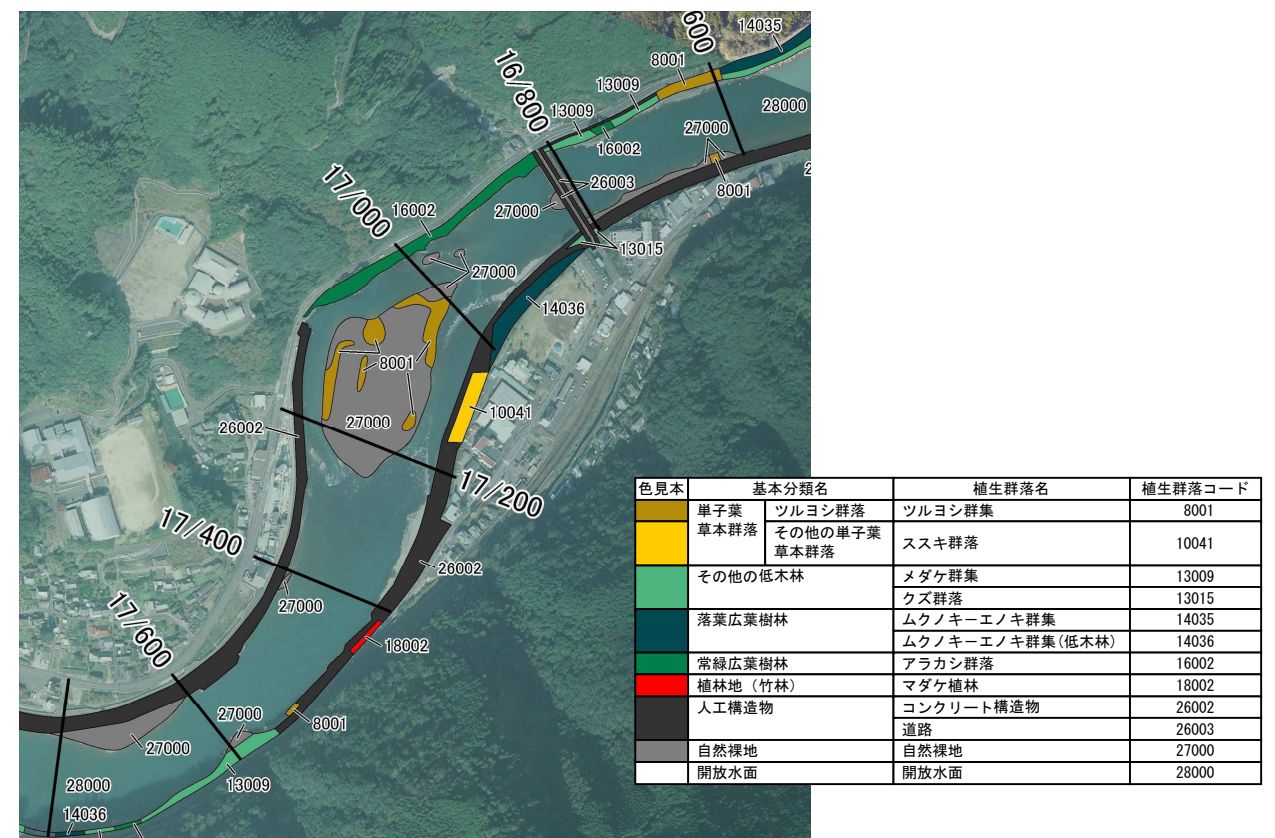 600
14035
8001
16/800
13009
13009
28000
27000
16002
17/000
26003
8001
2
16002
27000
13015
27000
14036
8001
10041
27000
26002
17/200
17/400
26002
27000
17/600
18002
27000
8001
27000
28000
13009
14036
色見本 基本分類名 植生群落名 植生群落コード
単子葉 ツルヨシ群落 ツルヨシ群集 8001
草本群落 その他の単子葉 ススキ群落 10041
草本群落
その他の低木林 メダケ群集 13009
クズ群落 13015
落葉広葉樹林 ムクノキーエノキ群集 14035
ムクノキーエノキ群集(低木林) 14036
常緑広葉樹林 アラカシ群落 16002
植林地（竹林） マダケ植林 18002
人工構造物 コンクリート構造物 26002
道路 26003
自然裸地 自然裸地 27000
開放水面 開放水面 28000